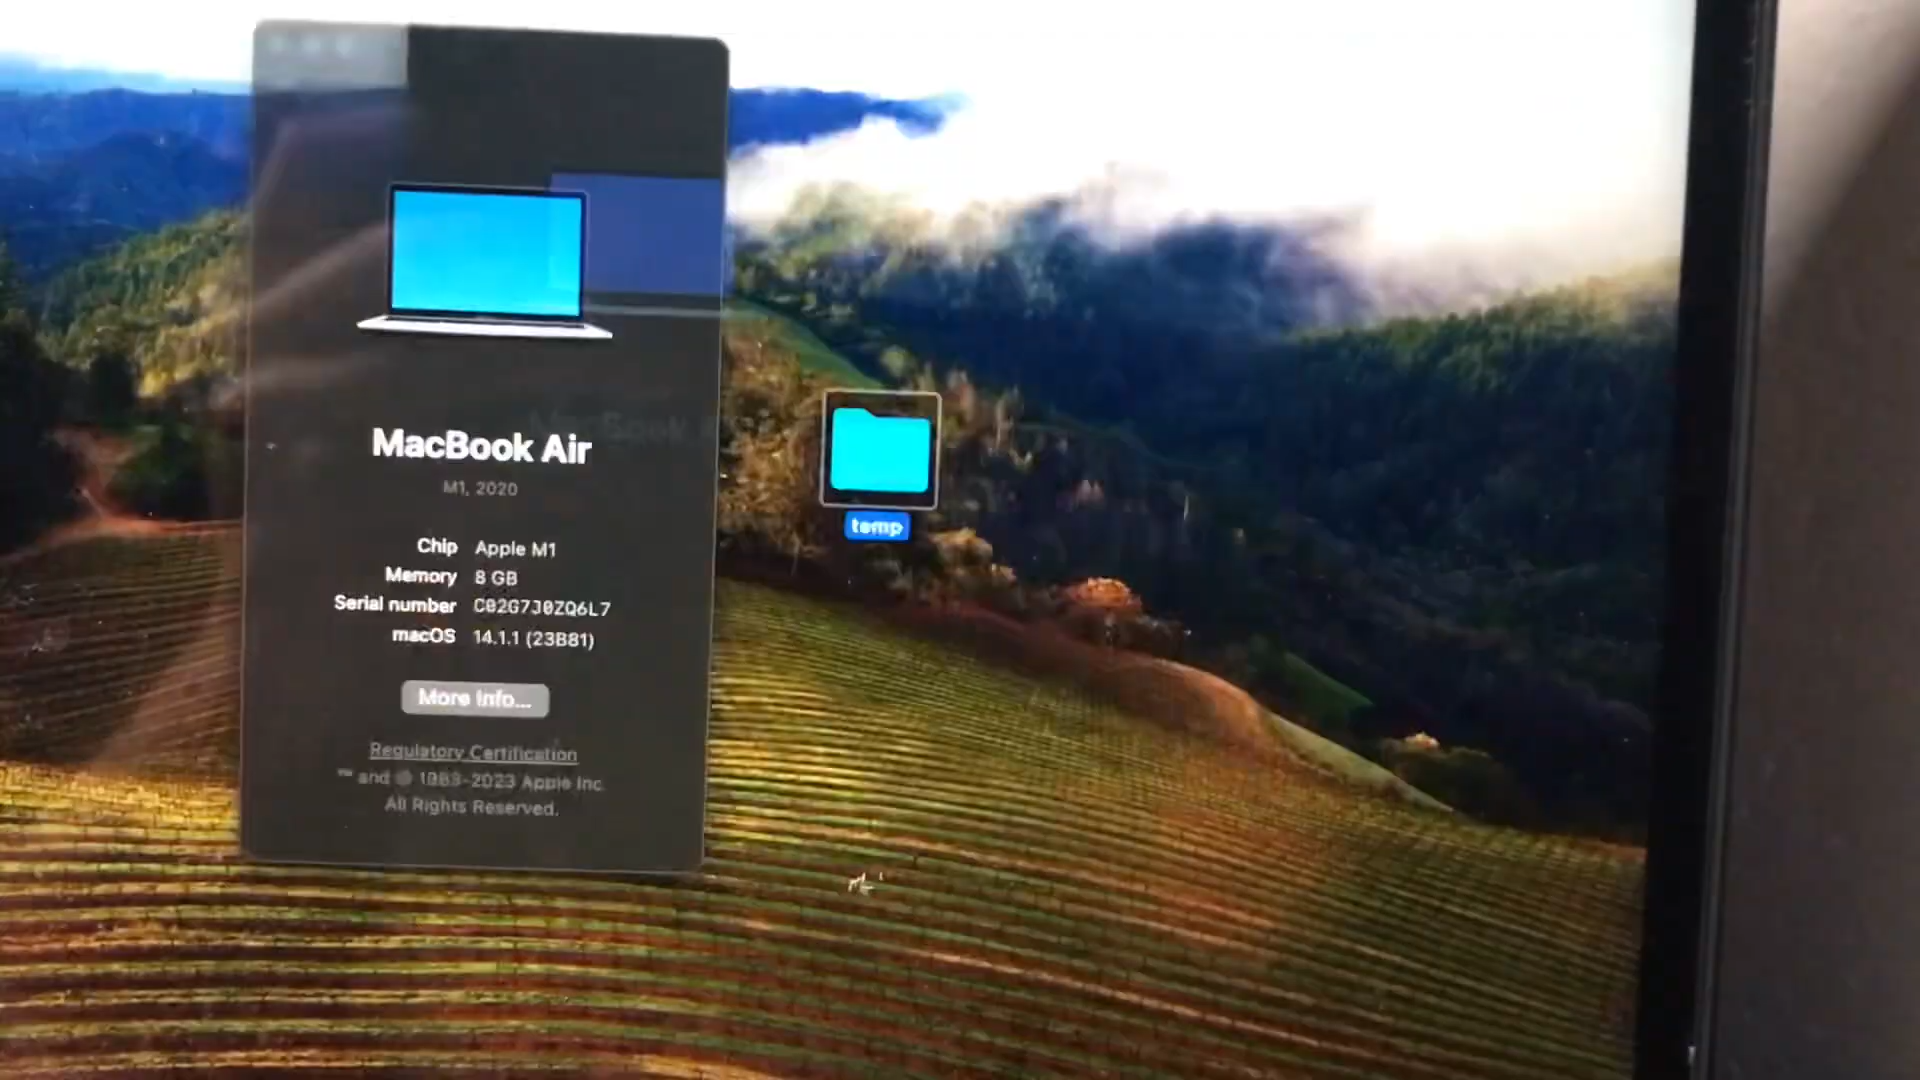 MacBook Air
M1, 2020
Chip Apple M1
Memory 8 GB
Serial number C02G7J0ZQ6L7
macOS 14.1.1 (23B81)
More Info...
Regulatory Certification
™ and © 1983-2023 Apple Inc.
All Rights Reserved.
temp